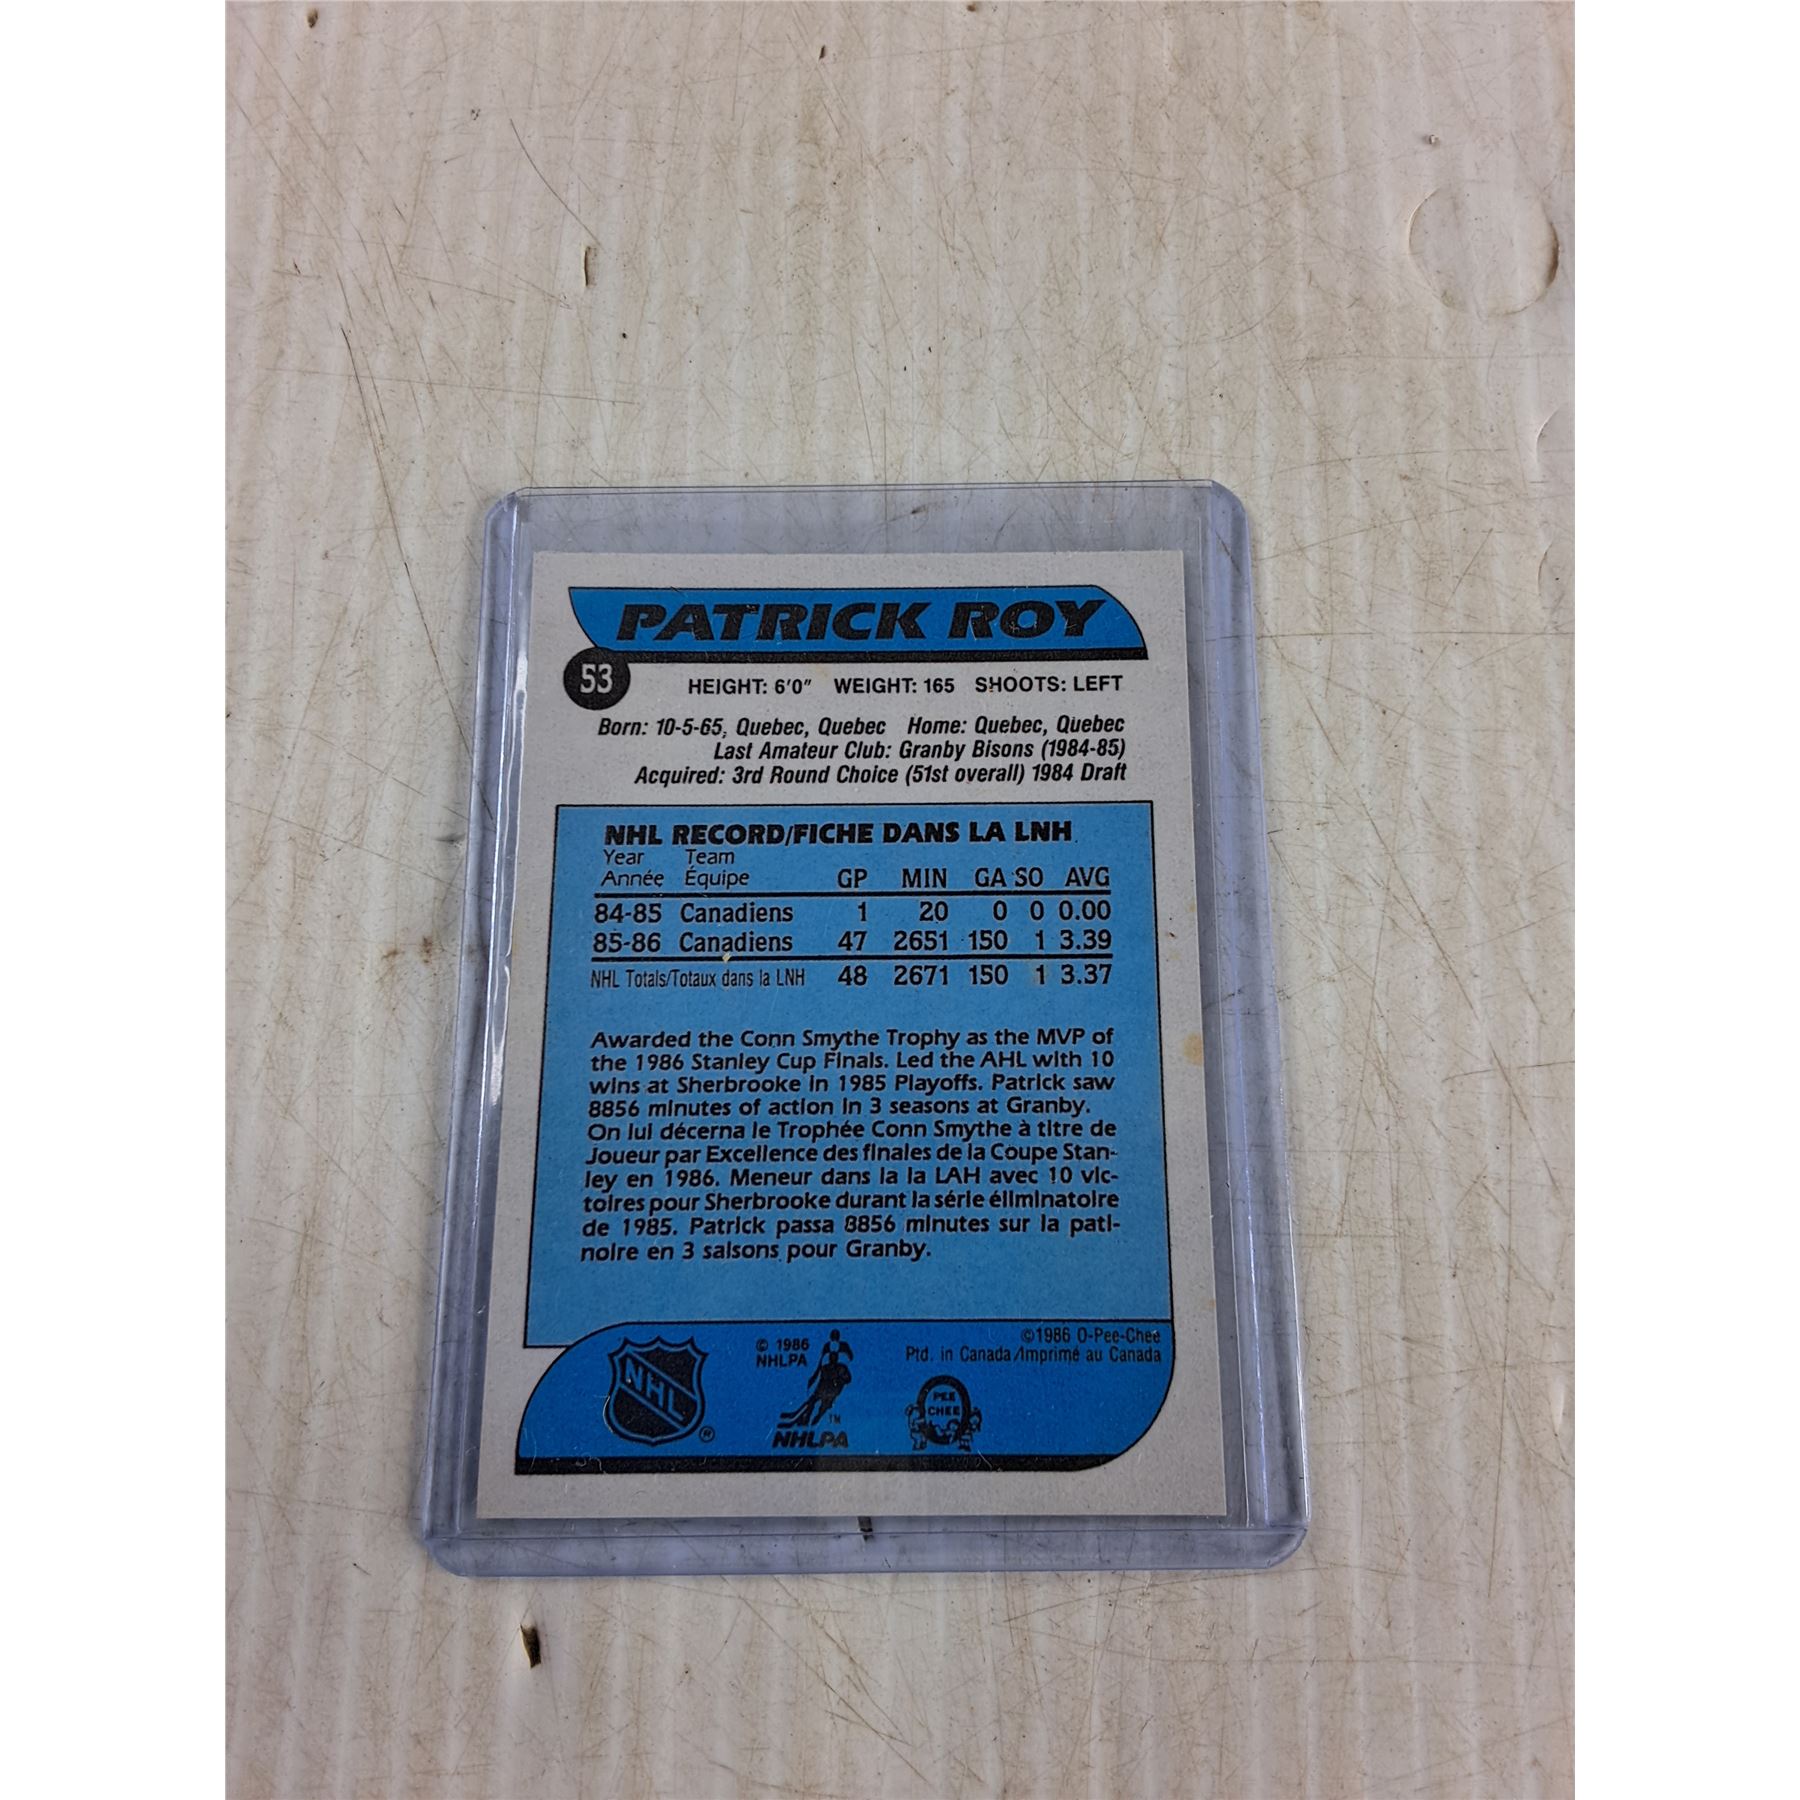 PATRICK ROY
53
HEIGHT: 6'0" WEIGHT: 165 SHOOTS: LEFT
Born: 10-5-65, Quebec, Quebec Home: Quebec, Quebec
Last Amateur Club: Granby Bisons (1984-85)
Acquired: 3rd Round Choice (51st overall) 1984 Draft
NHL RECORD/FICHE DANS LA LNH
Year Team
Année Équipe GP MIN GA SO AVG
84-85 Canadiens 1 20 0 0 0.00
85-86 Canadiens 47 2651 150 1 3.39
NHL Totals/Totaux dans la LNH 48 2671 150 1 3.37
Awarded the Conn Smythe Trophy as the MVP of
the 1986 Stanley Cup Finals. Led the AHL with 10
wins at Sherbrooke in 1985 Playoffs. Patrick saw
8856 minutes of action in 3 seasons at Granby.
On lui décerna le Trophée Conn Smythe à titre de
Joueur par Excellence des finales de la Coupe Stan-
ley en 1986. Meneur dans la la LAH avec 10 vic-
toires pour Sherbrooke durant la série éliminatoire
de 1985. Patrick passa 8856 minutes sur la pati-
noire en 3 saisons pour Granby.
©1986 O-Pee-Chee
Ptd. in Canada/Imprimé au Canada
© 1986
NHLPA
NHL ®
TM
NHLPA
PEE
CHEE